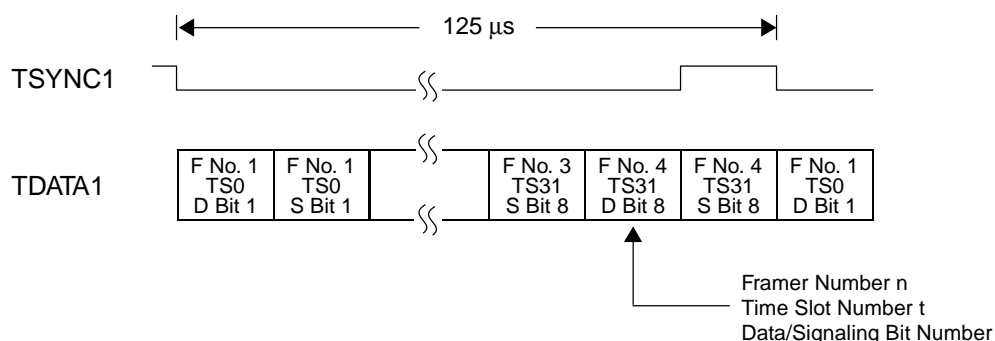 125 μs
TSYNC1
TDATA1
F No. 1
TS0
D Bit 1
F No. 1
TS0
S Bit 1
F No. 3
TS31
S Bit 8
F No. 4
TS31
D Bit 8
F No. 4
TS31
S Bit 8
F No. 1
TS0
D Bit 1
Framer Number n
Time Slot Number t
Data/Signaling Bit Number